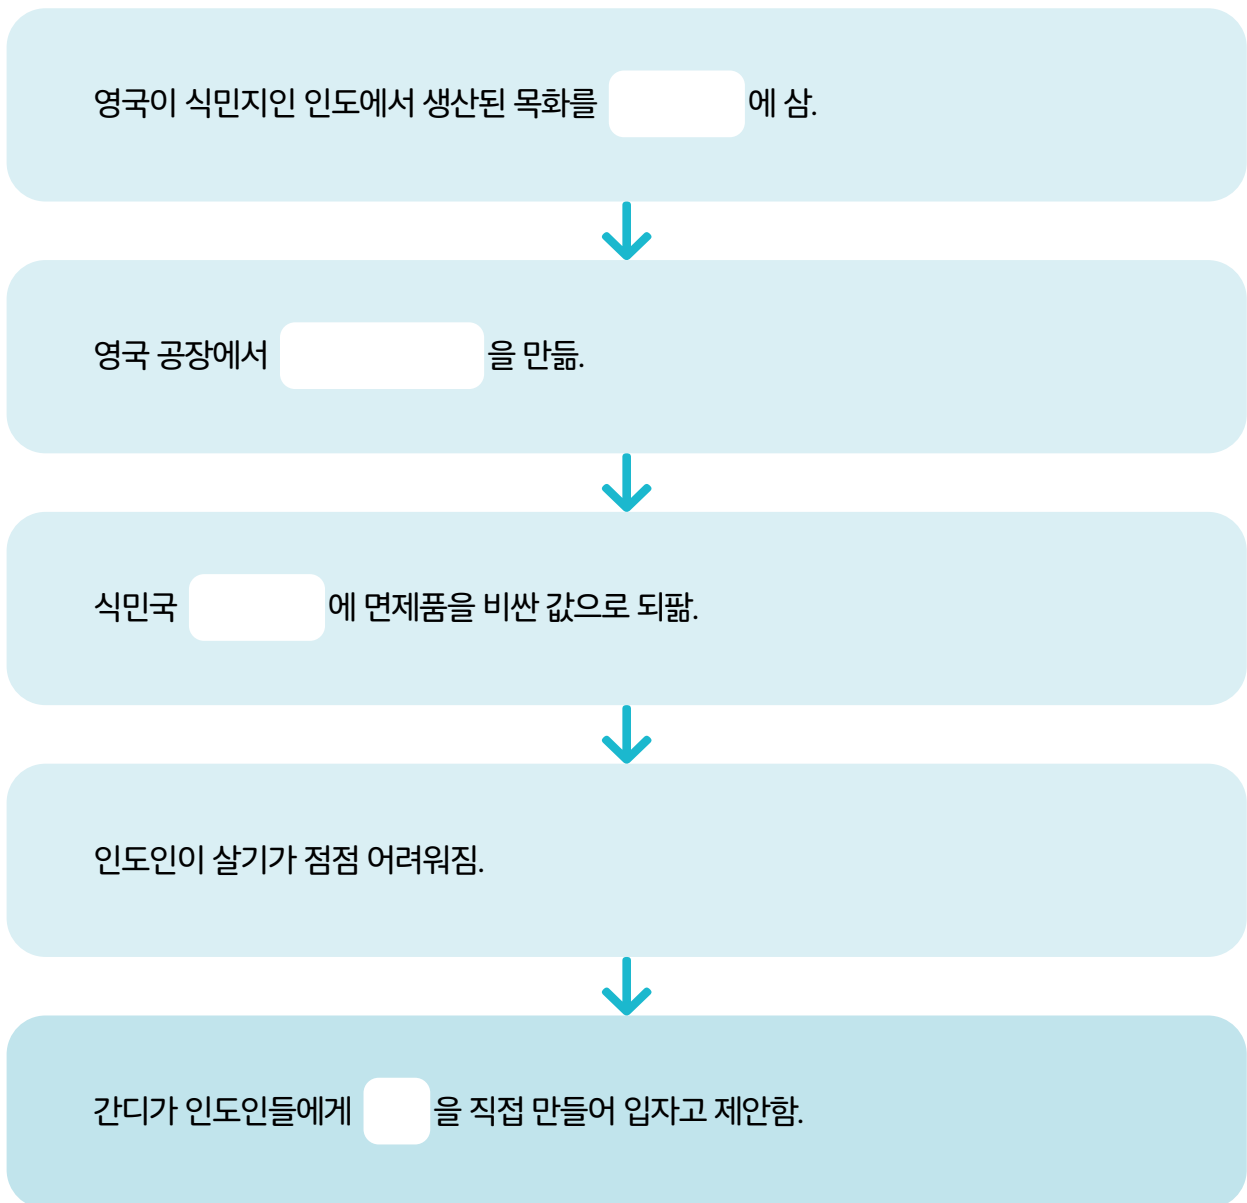 영국이 식민지인 인도에서 생산된 목화를 에 삼.
영국 공장에서 을 만듦.
식민국 에 면제품을 비싼 값으로 되팖.
인도인이 살기가 점점 어려워짐.
간디가 인도인들에게 을 직접 만들어 입자고 제안함.